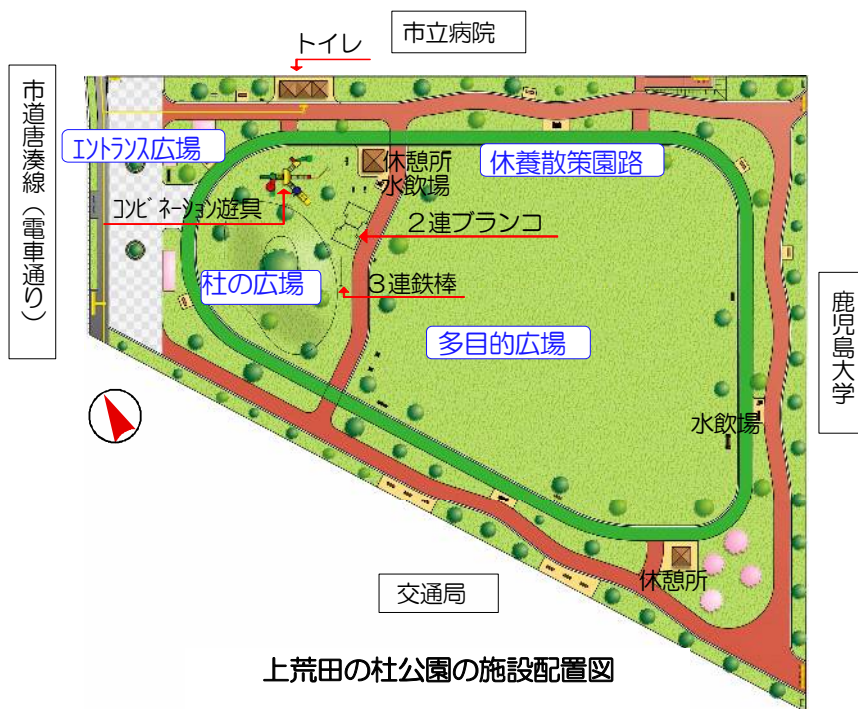 市立病院
トイレ
市道唐湊線（電車通り）
エントランス広場
休憩所
水飲場
休養散策園路
コンビネーション遊具
２連ブランコ
杜の広場
３連鉄棒
鹿児島大学
多目的広場
水飲場
休憩所
交通局
上荒田の杜公園の施設配置図